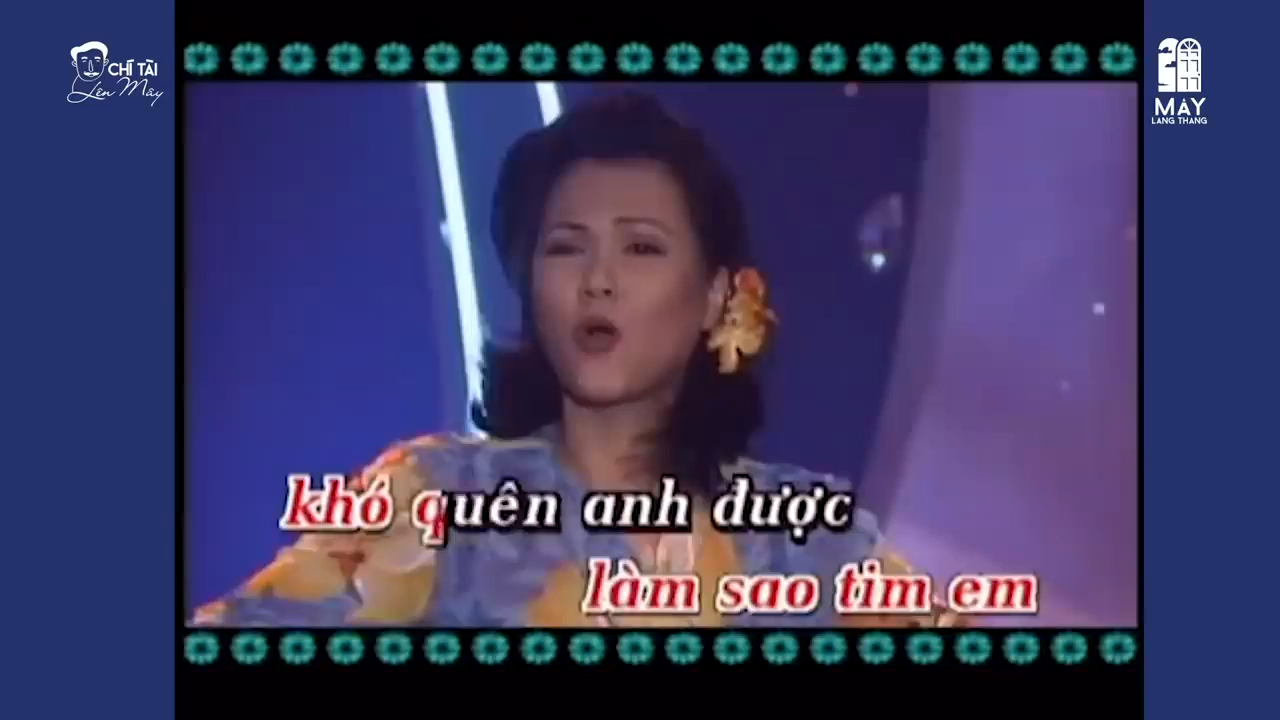 CHÍ TÀI
Lên Mây
MÂY
LANG THANG
khó quên anh được
làm sao tim em